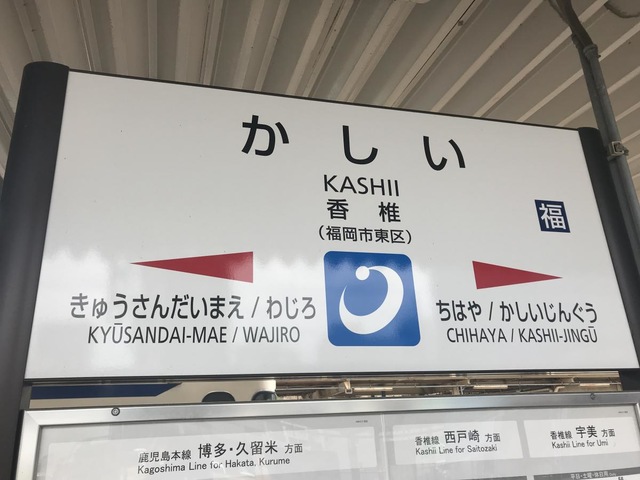 かしい
KASHII
香椎
(福岡市東区)
福
きゅうさんだいまえ / わじろ
KYŪSANDAI-MAE / WAJIRO
ちはや / かしいじんぐう
CHIHAYA / KASHII-JINGŪ
鹿児島本線 博多・久留米 方面
Kagoshima Line for Hakata, Kurume
香椎線 西戸崎 方面
Kashii Line for Saitozaki
香椎線 宇美 方面
Kashii Line for Umi